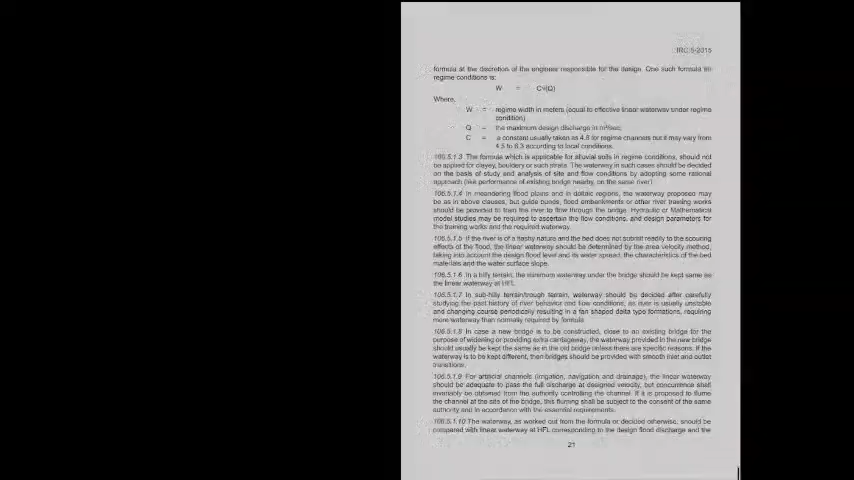 IRC:5-2015
formula at the discretion of the engineer responsible for the design. One such formula for
regime conditions is:
W = C√(Q)
Where,
W = regime width in meters (equal to effective linear waterway under regime
condition)
Q = the maximum design discharge in m³/sec;
C = a constant usually taken as 4.8 for regime channels but it may vary from
4.5 to 6.3 according to local conditions.
106.5.1.3 The formula which is applicable for alluvial soils in regime conditions, should not
be applied for clayey, bouldery or such strata. The waterway in such cases should be decided
on the basis of study and analysis of site and flow conditions by adopting some rational
approach (like performance of existing bridge nearby, on the same river)
106.5.1.4 In meandering flood plains and in deltaic regions, the waterway proposed may
be as in above clauses, but guide bunds, flood embankments or other river training works
should be provided to train the river to flow through the bridge. Hydraulic or Mathematical
model studies may be required to ascertain the flow conditions, and design parameters for
the training works and the required waterway.
106.5.1.5 If the river is of a flashy nature and the bed does not submit readily to the scouring
effects of the flood, the linear waterway should be determined by the area velocity method,
taking into account the design flood level and its water spread, the characteristics of the bed
materials and the water surface slope.
106.5.1.6 In a hilly terrain, the minimum waterway under the bridge should be kept same as
the linear waterway at HFL.
106.5.1.7 In sub-hilly terrain/trough terrain, waterway should be decided after carefully
studying the past history of river behavior and flow conditions, as river is usually unstable
and changing course periodically resulting in a fan shaped delta type formations, requiring
more waterway than normally required by formula.
106.5.1.8 In case a new bridge is to be constructed, close to an existing bridge for the
purpose of widening or providing extra carriageway, the waterway provided in the new bridge
should usually be kept the same as in the old bridge unless there are specific reasons. If the
waterway is to be kept different, then bridges should be provided with smooth inlet and outlet
transitions.
106.5.1.9 For artificial channels (irrigation, navigation and drainage), the linear waterway
should be adequate to pass the full discharge at designed velocity, but concurrence shall
invariably be obtained from the authority controlling the channel. If it is proposed to flume
the channel at the site of the bridge, this fluming shall be subject to the consent of the same
authority and in accordance with the essential requirements.
106.5.1.10 The waterway, as worked out from the formula or decided otherwise, should be
compared with linear waterway at HFL corresponding to the design flood discharge and the
21